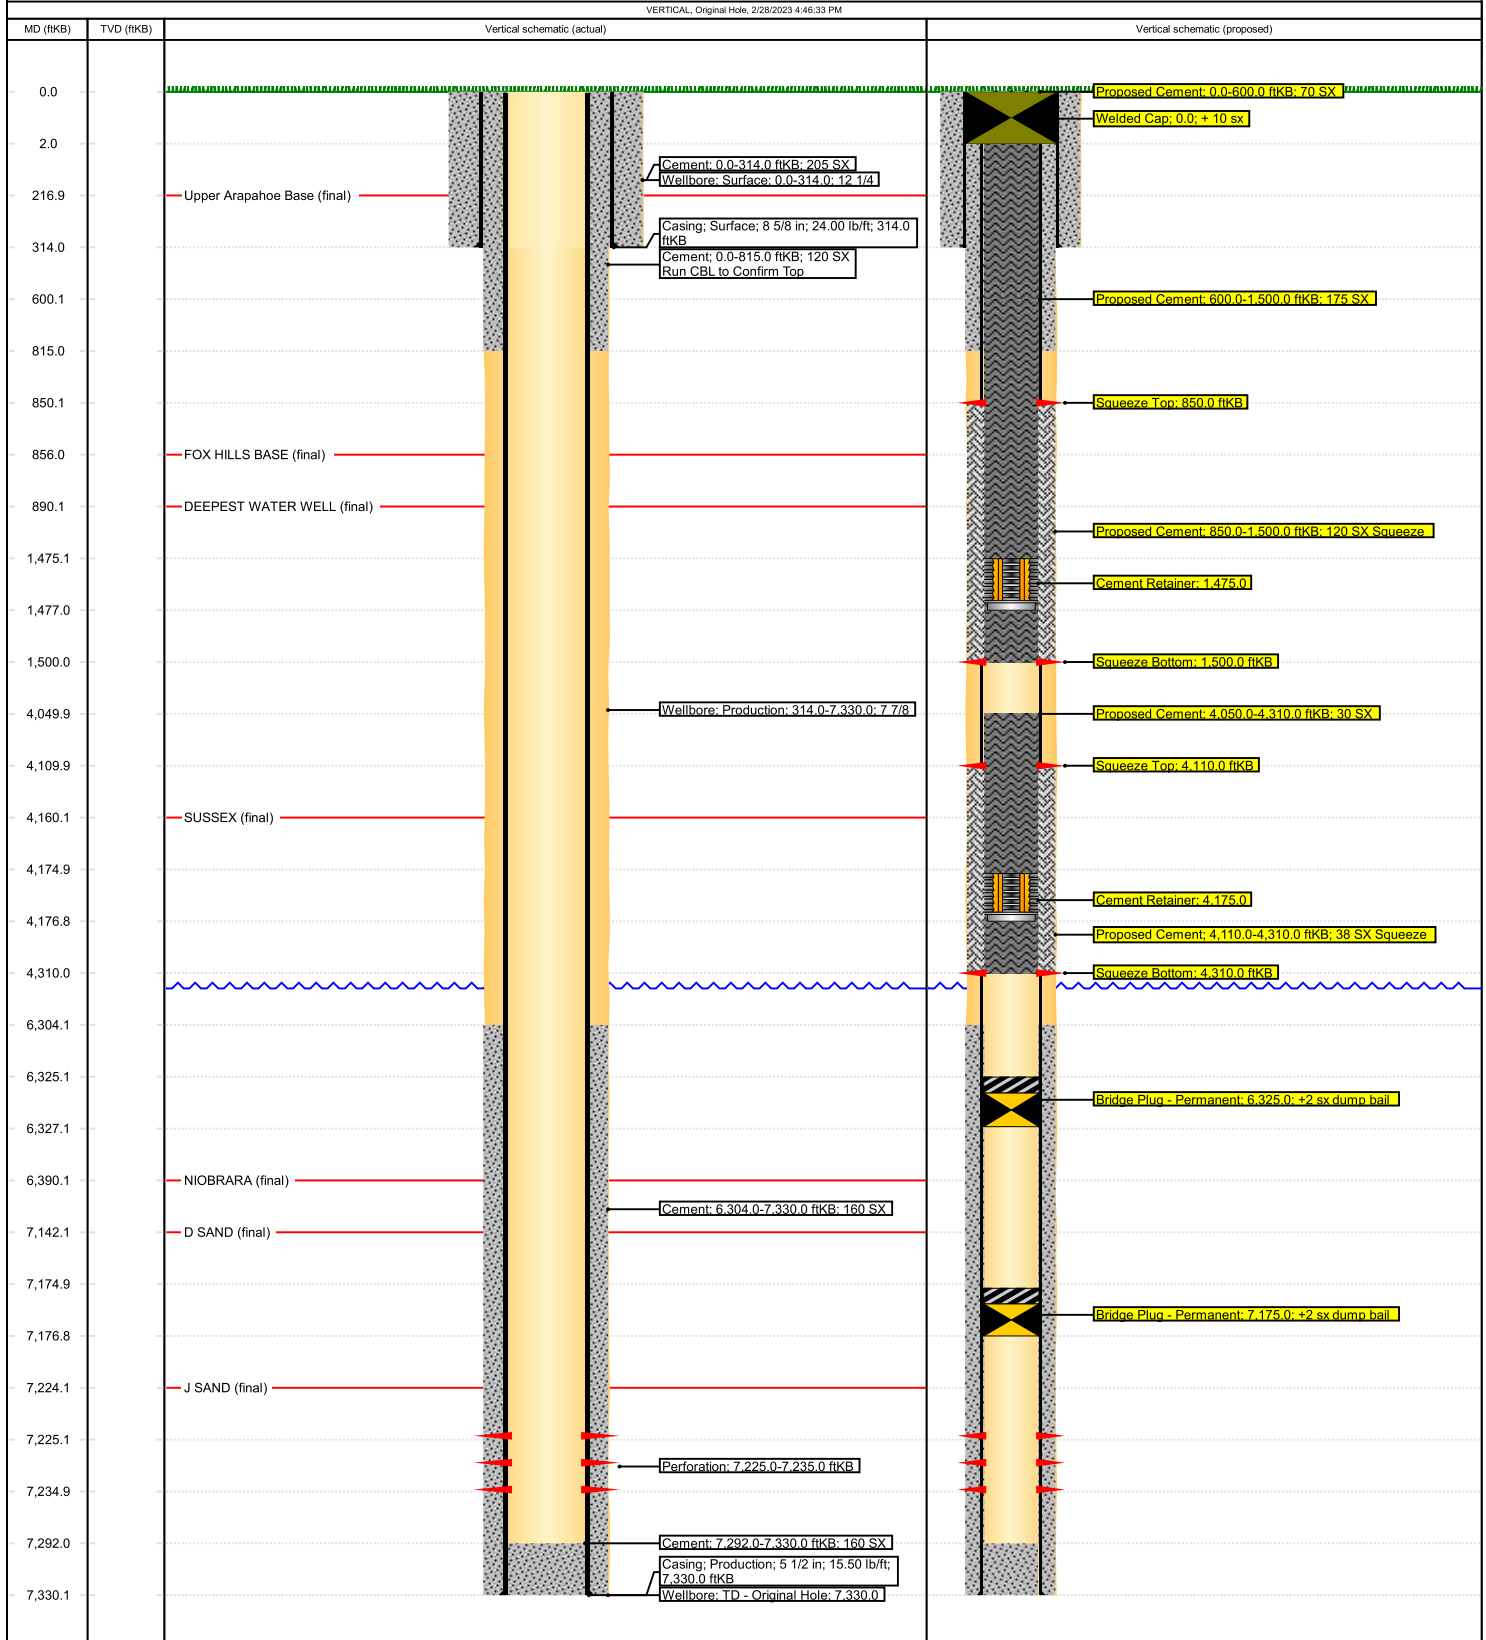 VERTICAL, Original Hole, 2/28/2023 4:46:33 PM
MD (ftKB)
TVD (ftKB)
Vertical schematic (actual)
Vertical schematic (proposed)
0.0
Proposed Cement; 0.0-600.0 ftKB; 70 SX
Welded Cap; 0.0; + 10 sx
2.0
Cement; 0.0-314.0 ftKB; 205 SX
Wellbore; Surface; 0.0-314.0; 12 1/4
216.9
Upper Arapahoe Base (final)
Casing; Surface; 8 5/8 in; 24.00 lb/ft; 314.0
ftKB
314.0
Cement; 0.0-815.0 ftKB; 120 SX
Run CBL to Confirm Top
600.1
Proposed Cement; 600.0-1,500.0 ftKB; 175 SX
815.0
850.1
Squeeze Top; 850.0 ftKB
856.0
FOX HILLS BASE (final)
890.1
DEEPEST WATER WELL (final)
Proposed Cement; 850.0-1,500.0 ftKB; 120 SX Squeeze
1,475.1
Cement Retainer; 1,475.0
1,477.0
1,500.0
Squeeze Bottom; 1,500.0 ftKB
Wellbore; Production; 314.0-7,330.0; 7 7/8
4,049.9
Proposed Cement; 4,050.0-4,310.0 ftKB; 30 SX
4,109.9
Squeeze Top; 4,110.0 ftKB
4,160.1
SUSSEX (final)
4,174.9
Cement Retainer; 4,175.0
4,176.8
Proposed Cement; 4,110.0-4,310.0 ftKB; 38 SX Squeeze
4,310.0
Squeeze Bottom; 4,310.0 ftKB
6,304.1
6,325.1
Bridge Plug - Permanent; 6,325.0; +2 sx dump bail
6,327.1
6,390.1
NIOBRARA (final)
Cement; 6,304.0-7,330.0 ftKB; 160 SX
7,142.1
D SAND (final)
7,174.9
Bridge Plug - Permanent; 7,175.0; +2 sx dump bail
7,176.8
7,224.1
J SAND (final)
7,225.1
Perforation; 7,225.0-7,235.0 ftKB
7,234.9
7,292.0
Cement; 7,292.0-7,330.0 ftKB; 160 SX
Casing; Production; 5 1/2 in; 15.50 lb/ft;
7,330.0 ftKB
7,330.1
Wellbore; TD - Original Hole; 7,330.0